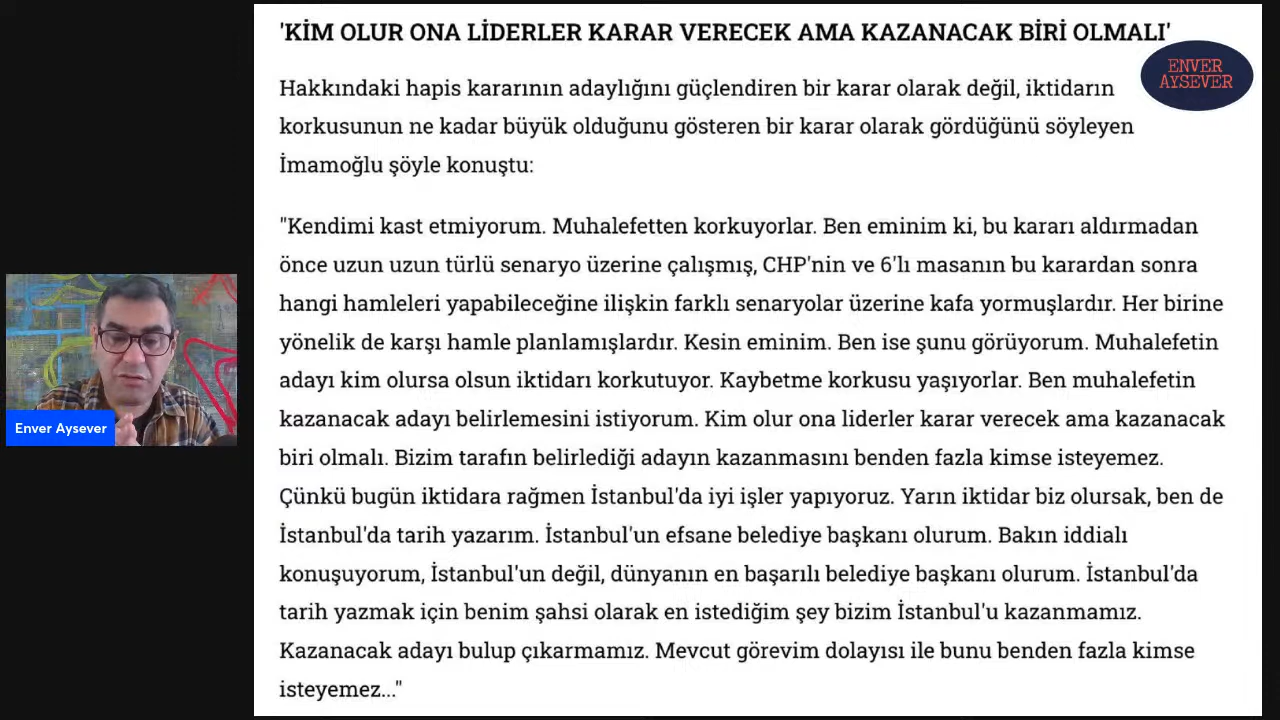 'KİM OLUR ONA LİDERLER KARAR VERECEK AMA KAZANACAK BİRİ OLMALI'
ENVER
AYSEVER
Hakkındaki hapis kararının adaylığını güçlendiren bir karar olarak değil, iktidarın
korkusunun ne kadar büyük olduğunu gösteren bir karar olarak gördüğünü söyleyen
İmamoğlu şöyle konuştu:
"Kendimi kast etmiyorum. Muhalefetten korkuyorlar. Ben eminim ki, bu kararı aldırmadan
önce uzun uzun türlü senaryo üzerine çalışmış, CHP'nin ve 6'lı masanın bu karardan sonra
hangi hamleleri yapabileceğine ilişkin farklı senaryolar üzerine kafa yormuşlardır. Her birine
yönelik de karşı hamle planlamışlardır. Kesin eminim. Ben ise şunu görüyorum. Muhalefetin
adayı kim olursa olsun iktidarı korkutuyor. Kaybetme korkusu yaşıyorlar. Ben muhalefetin
kazanacak adayı belirlemesini istiyorum. Kim olur ona liderler karar verecek ama kazanacak
biri olmalı. Bizim tarafın belirlediği adayın kazanmasını benden fazla kimse isteyemez.
Çünkü bugün iktidara rağmen İstanbul'da iyi işler yapıyoruz. Yarın iktidar biz olursak, ben de
İstanbul'da tarih yazarım. İstanbul'un efsane belediye başkanı olurum. Bakın iddialı
konuşuyorum, İstanbul'un değil, dünyanın en başarılı belediye başkanı olurum. İstanbul'da
tarih yazmak için benim şahsi olarak en istediğim şey bizim İstanbul'u kazanmamız.
Kazanacak adayı bulup çıkarmamız. Mevcut görevim dolayısı ile bunu benden fazla kimse
isteyemez..."
Enver Aysever